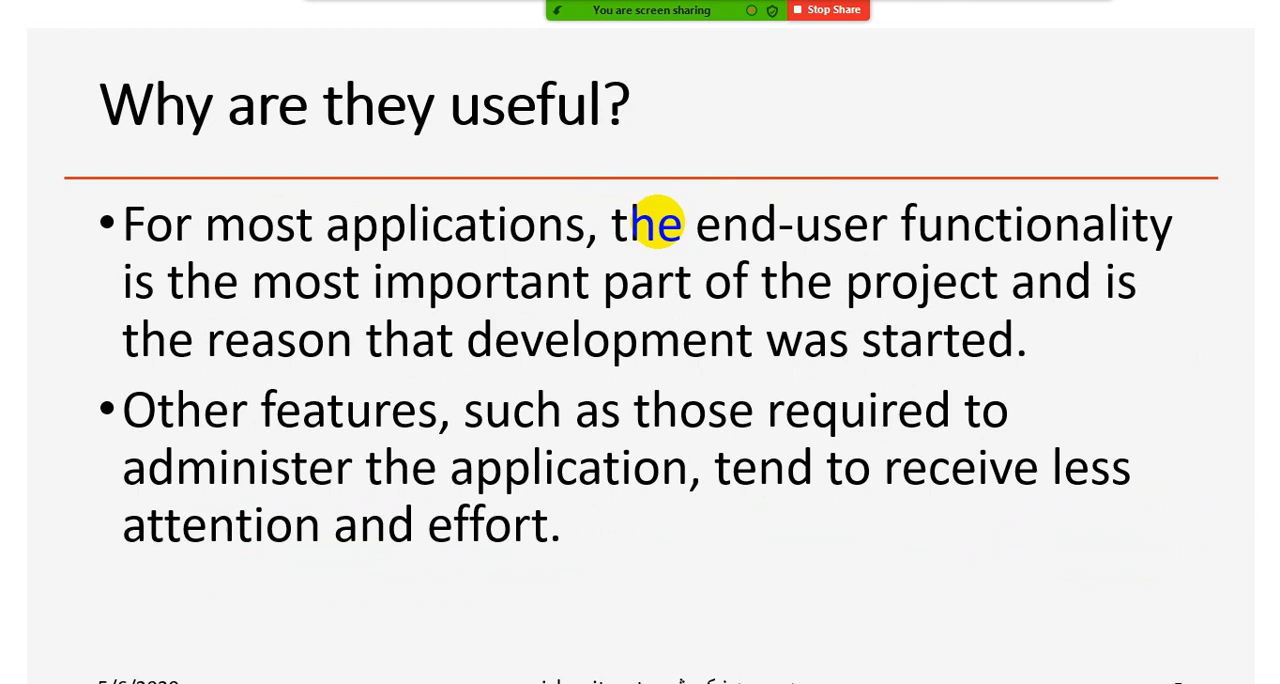 You are screen sharing Stop Share
Why are they useful?
•For most applications, the end-user functionality
is the most important part of the project and is
the reason that development was started.
•Other features, such as those required to
administer the application, tend to receive less
attention and effort.